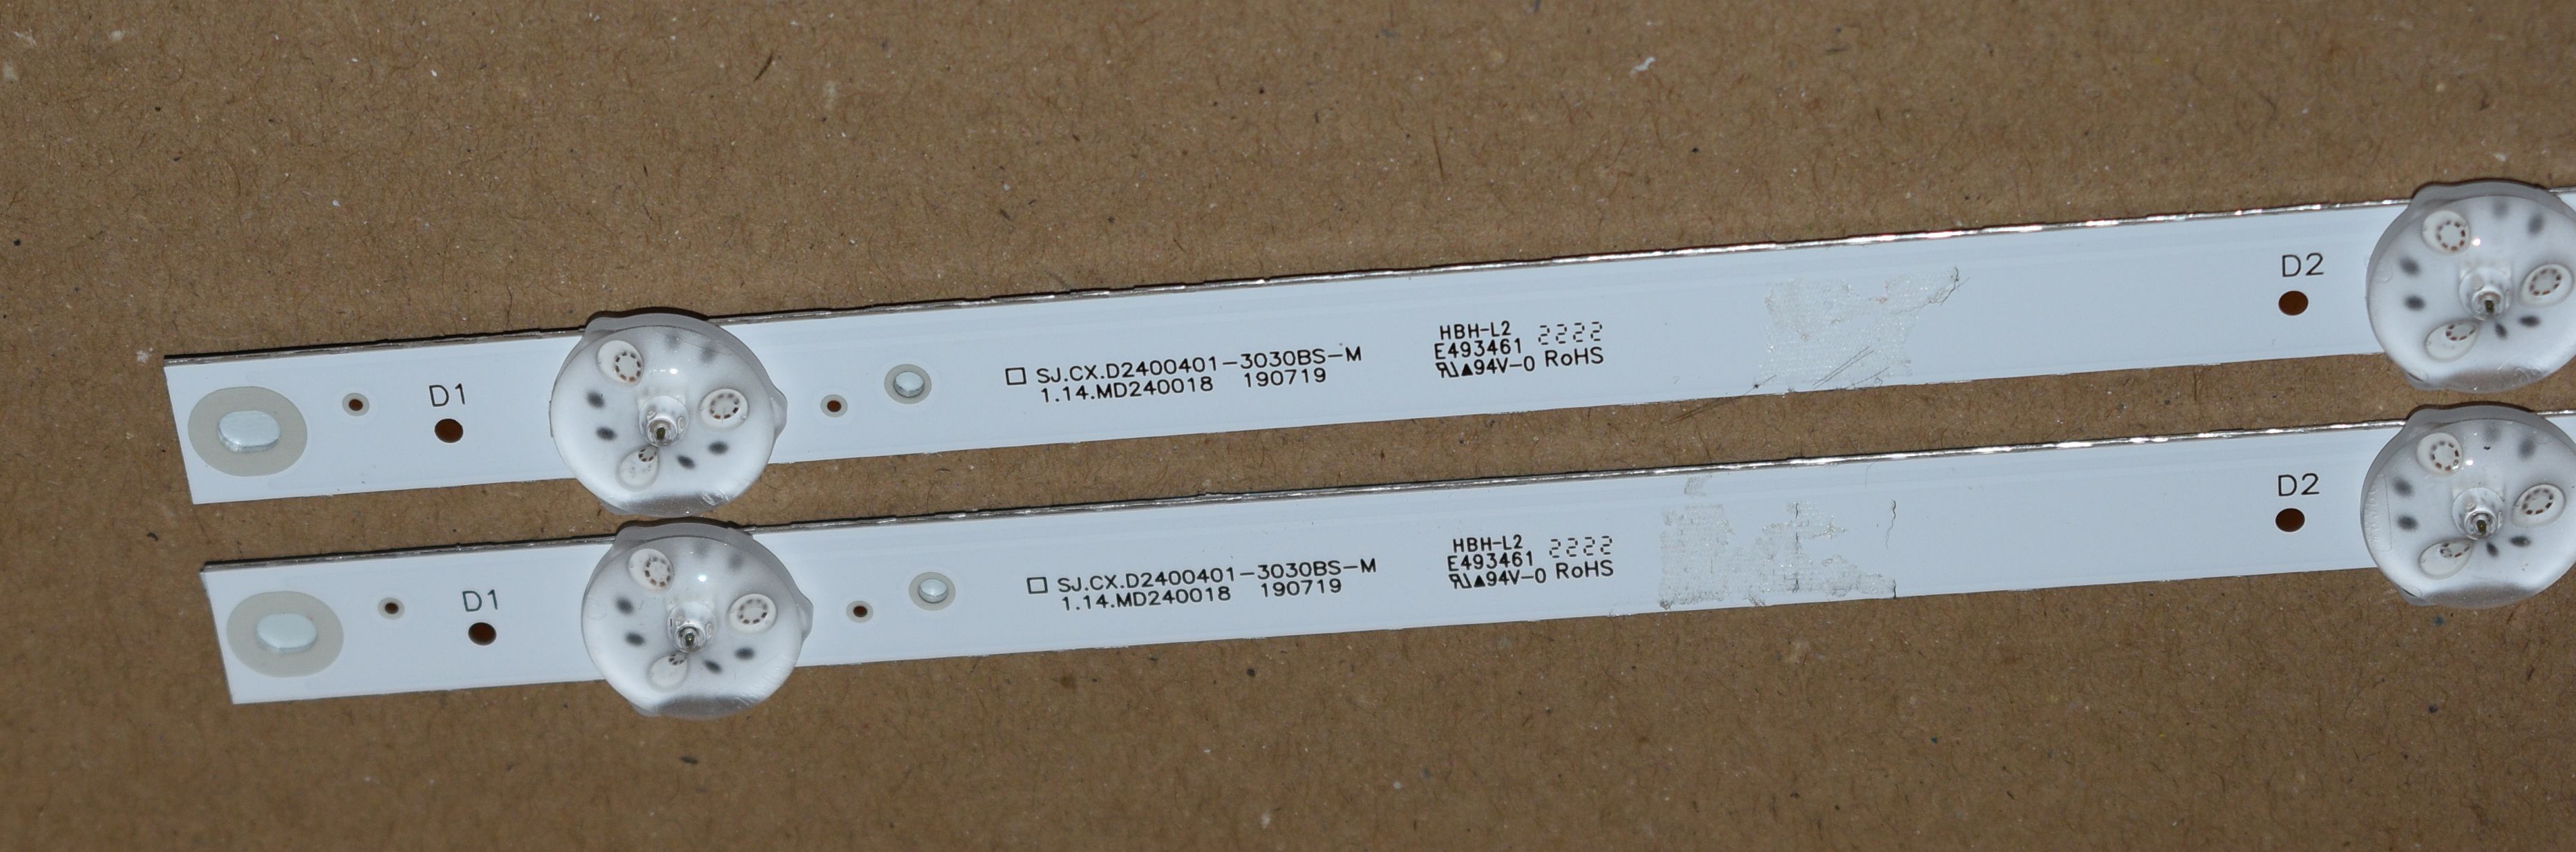 D1
□ SJ.CX.D2400401-3030BS-M
1.14.MD240018 190719
HBH-L2
E493461 2222
94V-0 RoHS
D2
D1
□ SJ.CX.D2400401-3030BS-M
1.14.MD240018 190719
HBH-L2
E493461 2222
94V-0 RoHS
D2